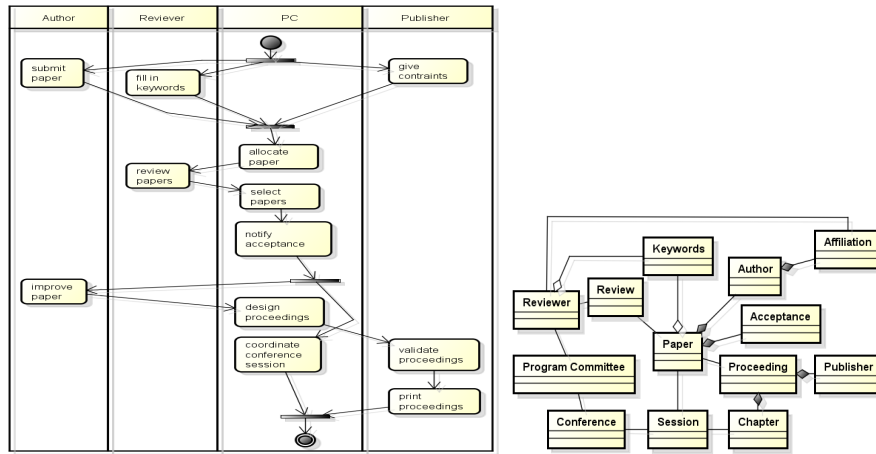 Author
Reviever
PC
Publisher
submit
paper
fill in
keywords
give
contraints
allocate
paper
review
papers
select
papers
notify
acceptance
improve
paper
design
proceedings
coordinate
conference
session
validate
proceedings
print
proceedings
Keywords
Affiliation
Author
Reviewer
Review
Acceptance
Paper
Program Committee
Proceeding
Publisher
Conference
Session
Chapter